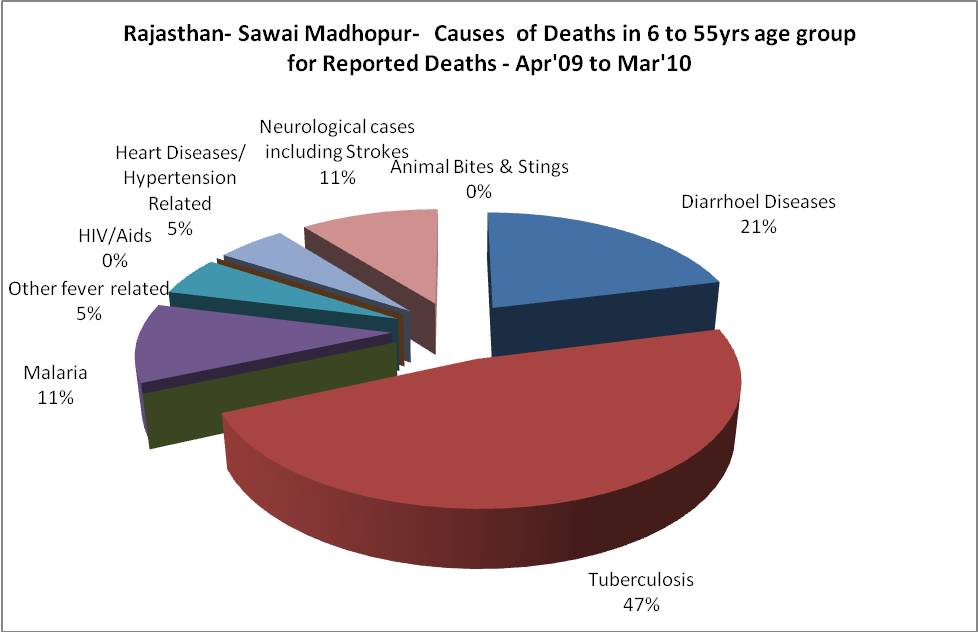 Rajasthan- Sawai Madhopur-  Causes of Deaths in 6 to 55yrs age group
for Reported Deaths - Apr'09 to Mar'10
Neurological cases
including Strokes
11%
Animal Bites & Stings
0%
Heart Diseases/
Hypertension
Related
5%
Diarrhoel Diseases
21%
HIV/Aids
0%
Other fever related
5%
Malaria
11%
Tuberculosis
47%